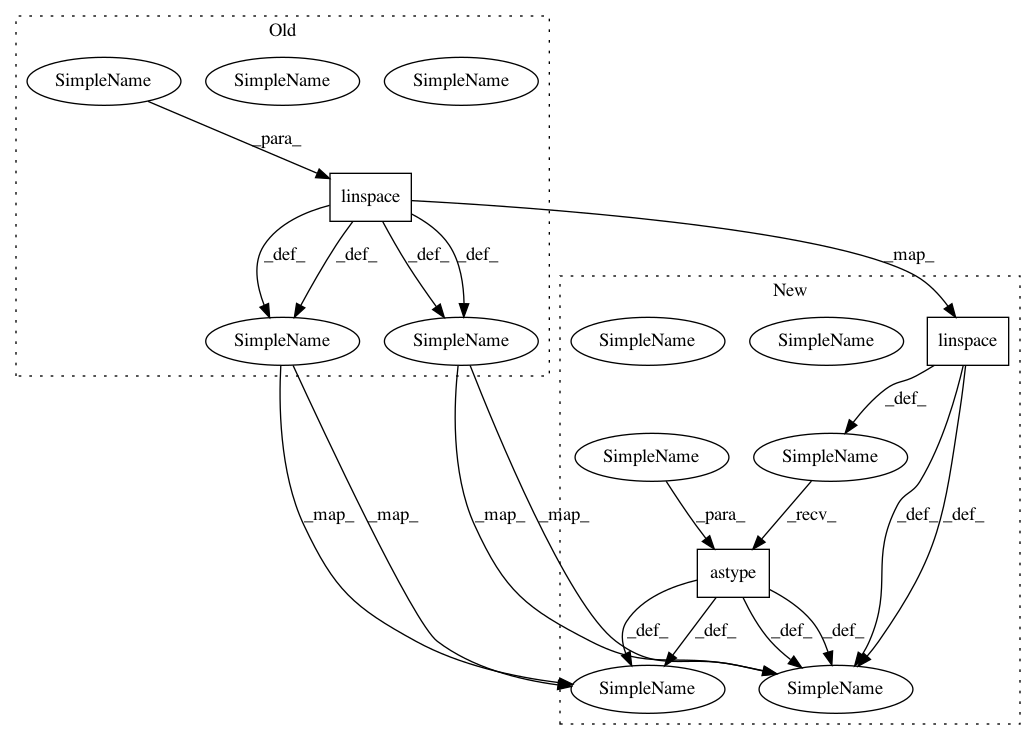 Old
SimpleName SimpleName SimpleName
_para_
linspace
_def_ _def_ _def_ _def_
_map_
New
SimpleName SimpleName
SimpleName SimpleName linspace
_def_
SimpleName SimpleName
_map_ _map_ _map_ _map_ _para_ _recv_ _def_ _def_
astype
_def_ _def_ _def_ _def_
SimpleName SimpleName